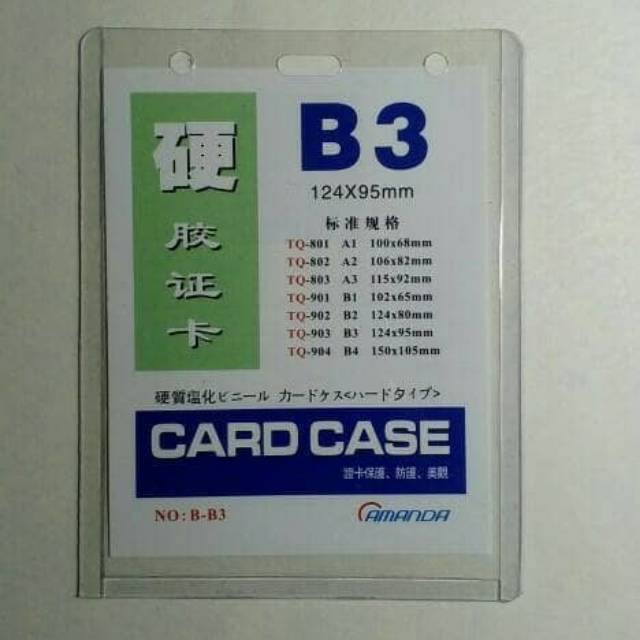 硬
胶
证
卡
B3
124X95mm
标准规格
TQ-801 A1 100x68mm
TQ-802 A2 106x82mm
TQ-803 A3 115x92mm
TQ-901 B1 102x65mm
TQ-902 B2 124x80mm
TQ-903 B3 124x95mm
TQ-904 B4 150x105mm
硬質塩化ビニール カードケス<ハードタイプ>
CARD CASE
證卡保護、防護、美觀
NO: B-B3
AMANDA